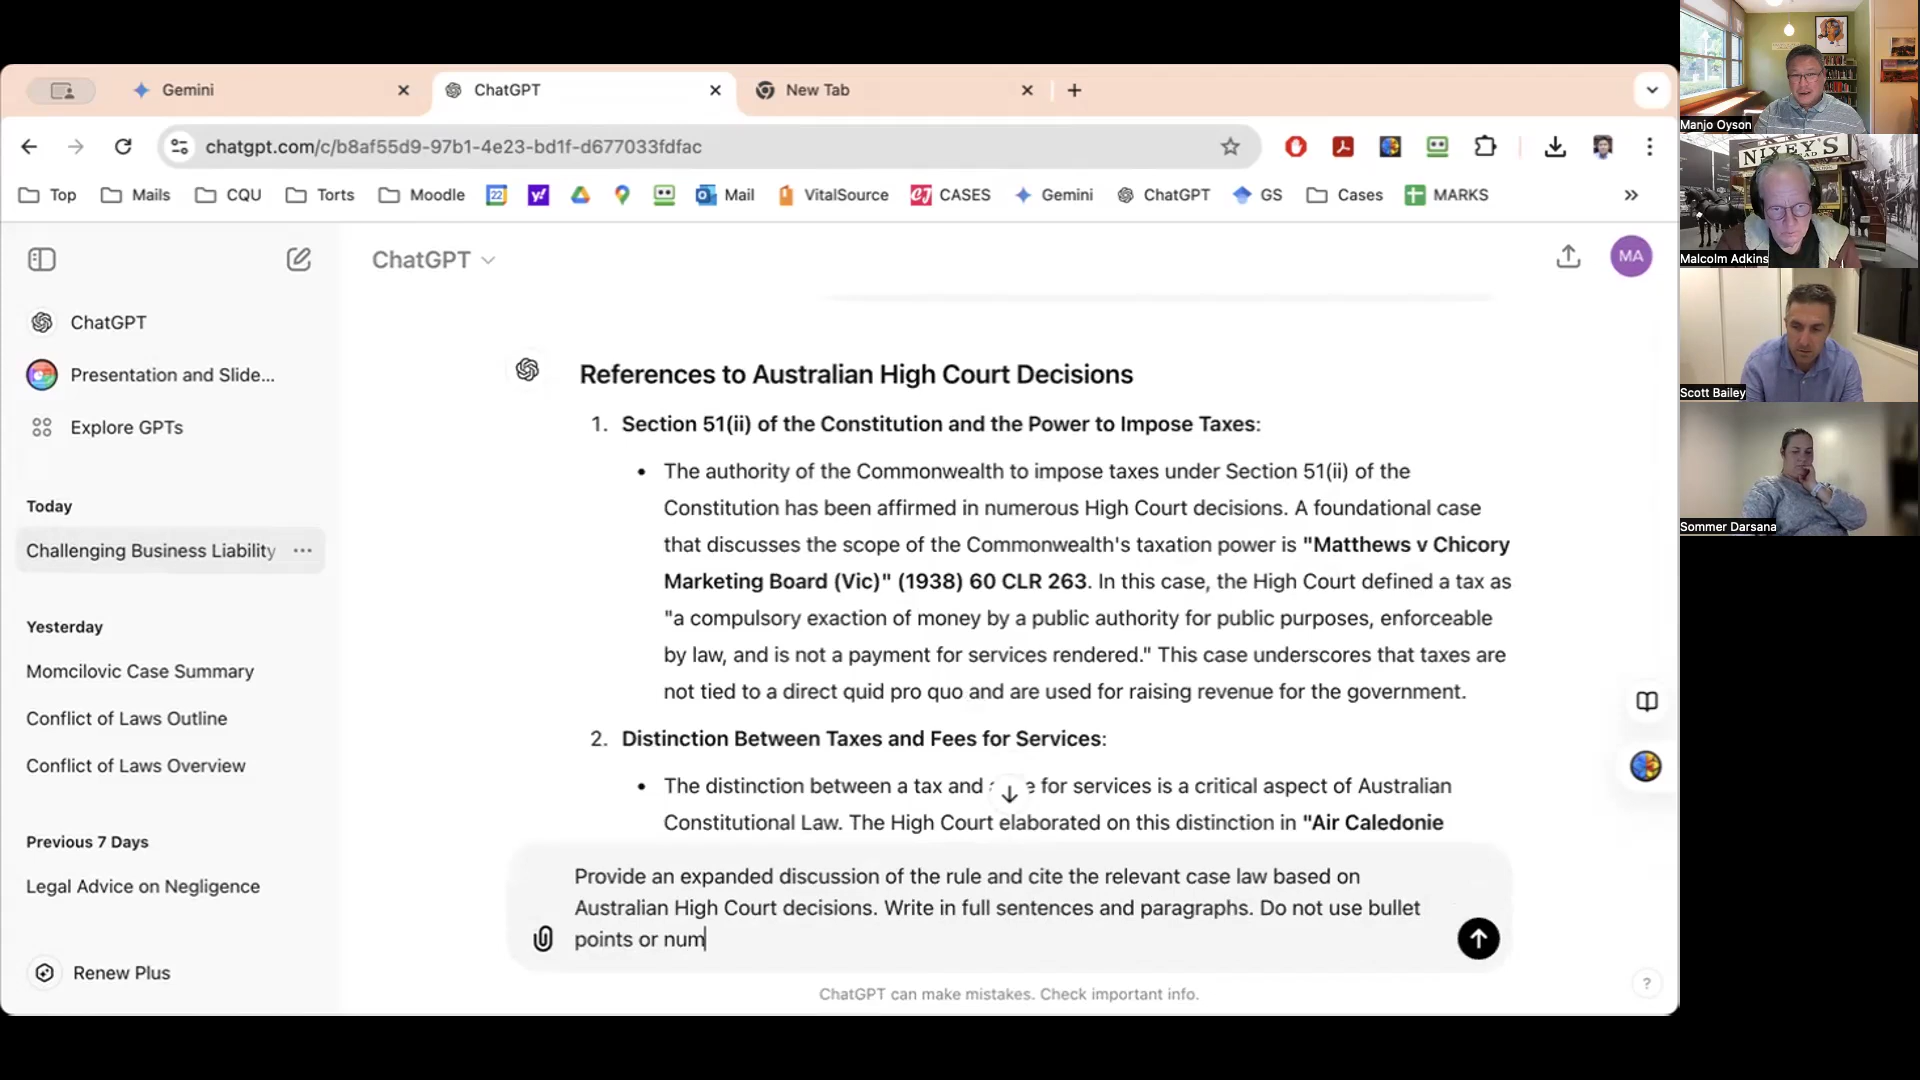 Gemini
ChatGPT
New Tab
chatgpt.com/c/b8af55d9-97b1-4e23-bd1f-d677033fdfac
Top
Mails
CQU
Torts
Moodle
22
Mail
VitalSource
CASES
Gemini
ChatGPT
GS
Cases
MARKS
ChatGPT
MA
ChatGPT
Presentation and Slide...
Explore GPTs
Today
Challenging Business Liability
Yesterday
Momcilovic Case Summary
Conflict of Laws Outline
Conflict of Laws Overview
Previous 7 Days
Legal Advice on Negligence
Renew Plus
References to Australian High Court Decisions
1. Section 51(ii) of the Constitution and the Power to Impose Taxes:
• The authority of the Commonwealth to impose taxes under Section 51(ii) of the
Constitution has been affirmed in numerous High Court decisions. A foundational case
that discusses the scope of the Commonwealth's taxation power is "Matthews v Chicory
Marketing Board (Vic)" (1938) 60 CLR 263. In this case, the High Court defined a tax as
"a compulsory exaction of money by a public authority for public purposes, enforceable
by law, and is not a payment for services rendered." This case underscores that taxes are
not tied to a direct quid pro quo and are used for raising revenue for the government.
2. Distinction Between Taxes and Fees for Services:
• The distinction between a tax and for services is a critical aspect of Australian
Constitutional Law. The High Court elaborated on this distinction in "Air Caledonie
Provide an expanded discussion of the rule and cite the relevant case law based on
Australian High Court decisions. Write in full sentences and paragraphs. Do not use bullet
points or num
ChatGPT can make mistakes. Check important info.
?
Manjo Oyson
NIXEY'S
Malcolm Adkins
Scott Bailey
Sommer Darsana